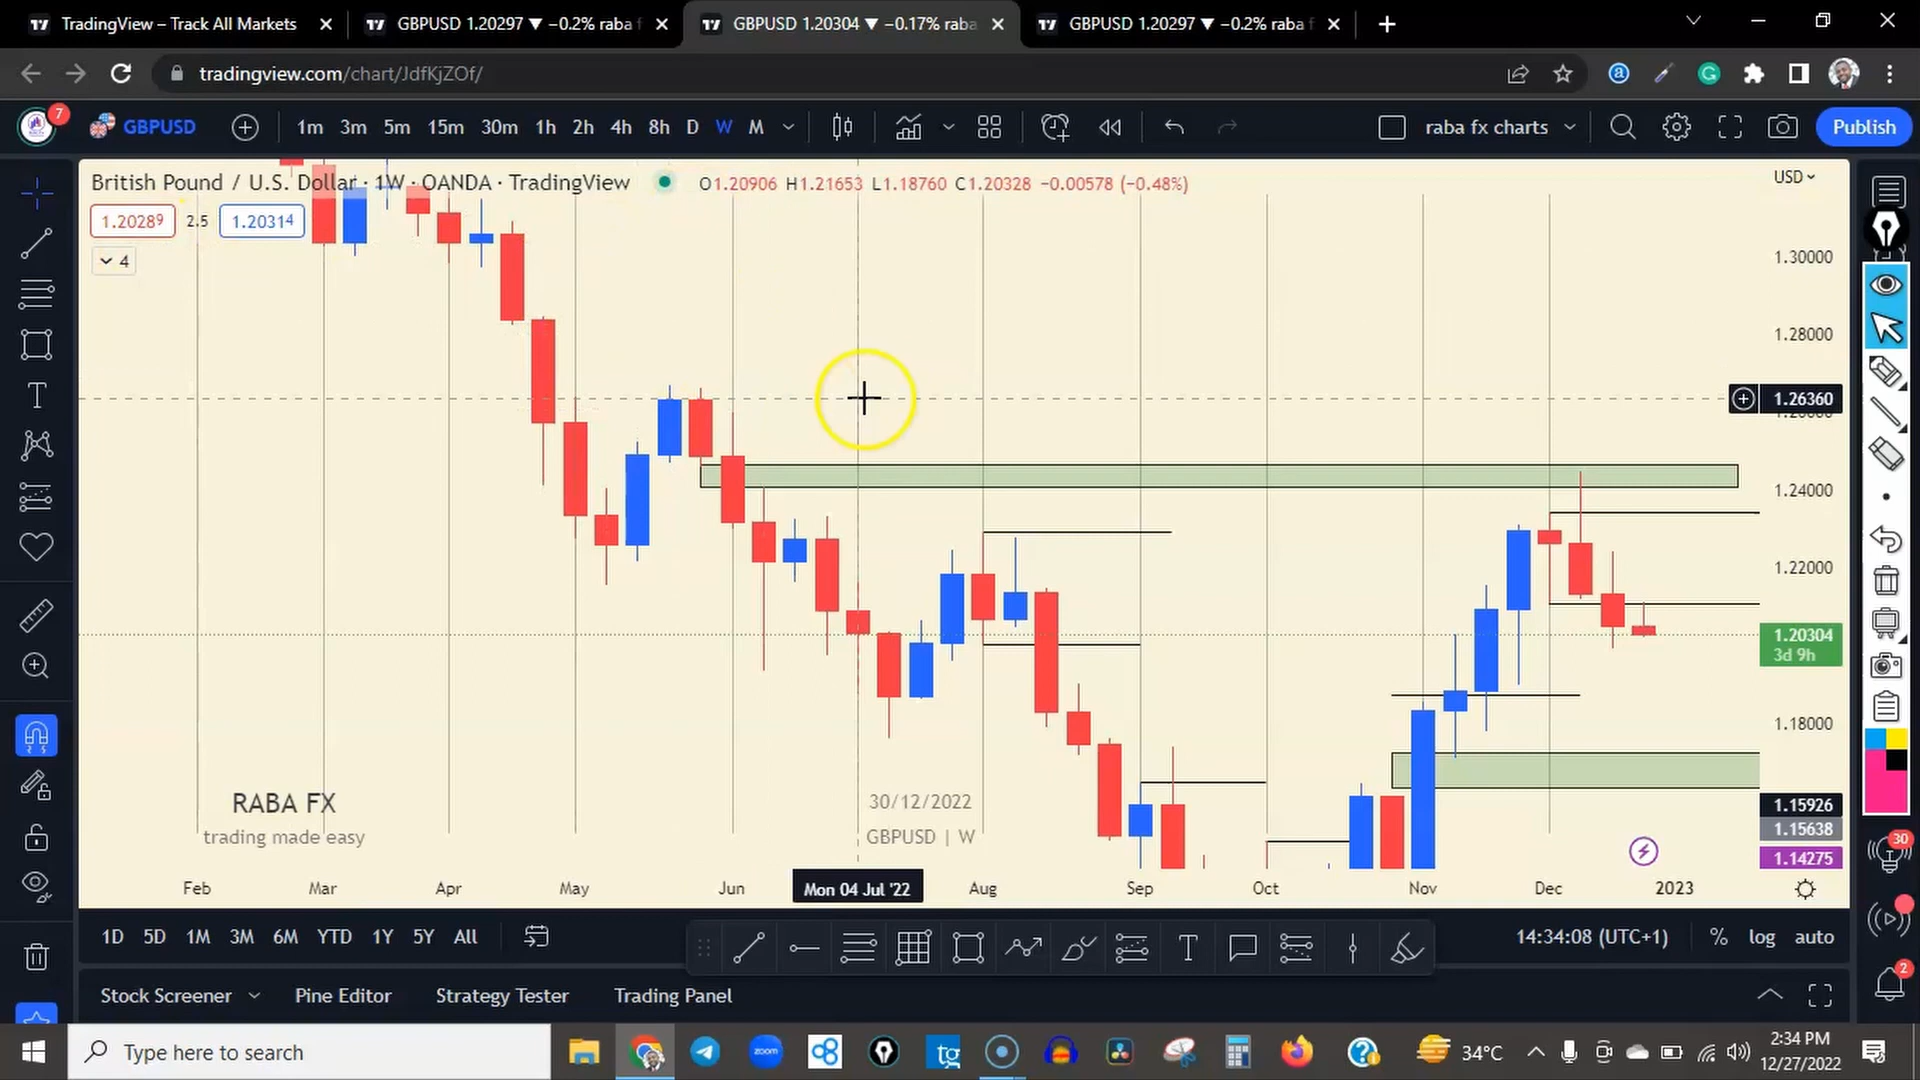 TradingView – Track All Markets
GBPUSD 1.20297 ▼ −0.2% raba f
GBPUSD 1.20304 ▼ −0.17% raba
GBPUSD 1.20297 ▼ −0.2% raba f
tradingview.com/chart/JdfKjZOf/
7
GBPUSD
1m 3m 5m 15m 30m 1h 2h 4h 8h D W M
raba fx charts
Publish
British Pound / U.S. Dollar · 1W · OANDA · TradingView
O1.20906 H1.21653 L1.18760 C1.20328 −0.00578 (−0.48%)
USD
1.20289 2.5 1.20314
4
1.30000
1.28000
1.26360
1.24000
1.22000
1.20304
3d 9h
1.18000
1.15926
1.15638
1.14275
RABA FX
trading made easy
30/12/2022
GBPUSD | W
Feb Mar Apr May Jun Mon 04 Jul '22 Aug Sep Oct Nov Dec 2023
1D 5D 1M 3M 6M YTD 1Y 5Y All
14:34:08 (UTC+1) % log auto
30
2
Stock Screener Pine Editor Strategy Tester Trading Panel
Type here to search
zoom
tg
34°C
2:34 PM
12/27/2022